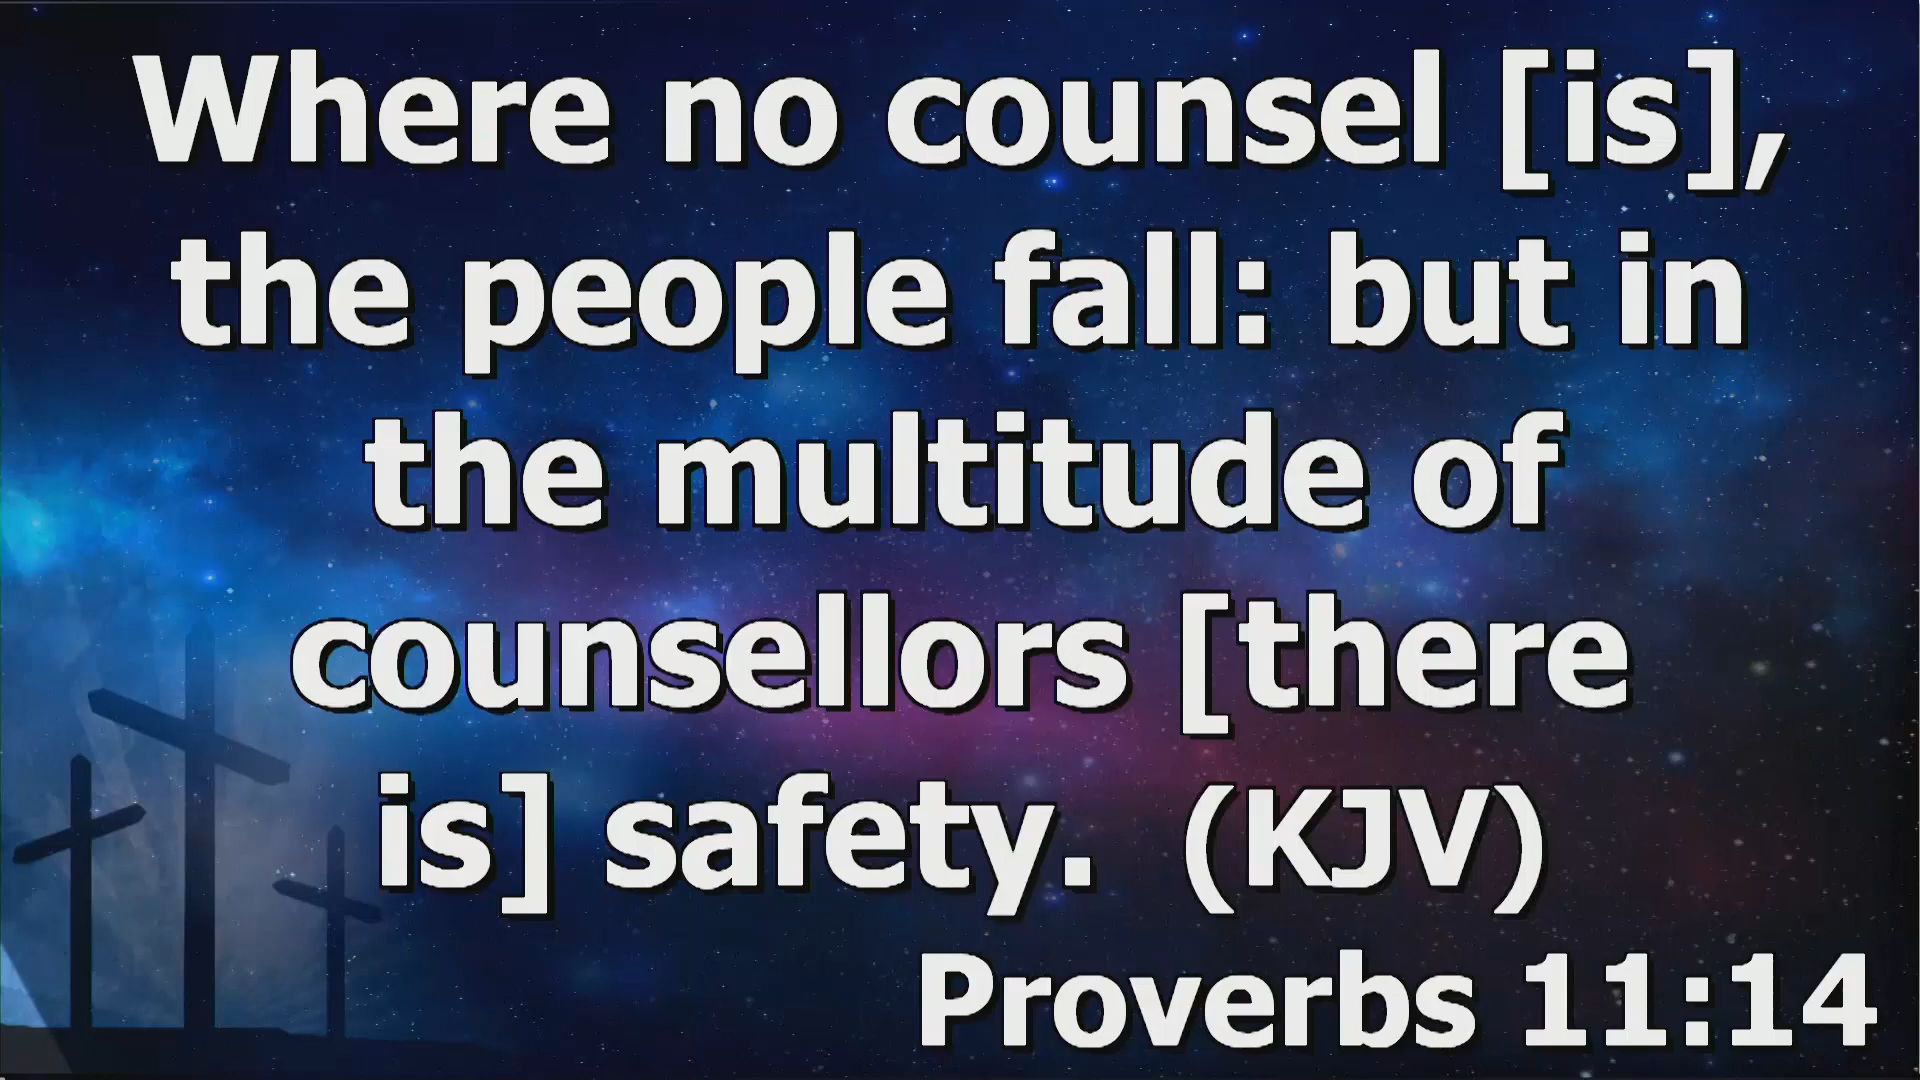 Where no counsel [is],
the people fall: but in
the multitude of
counsellors [there
is] safety.  (KJV)
Proverbs 11:14